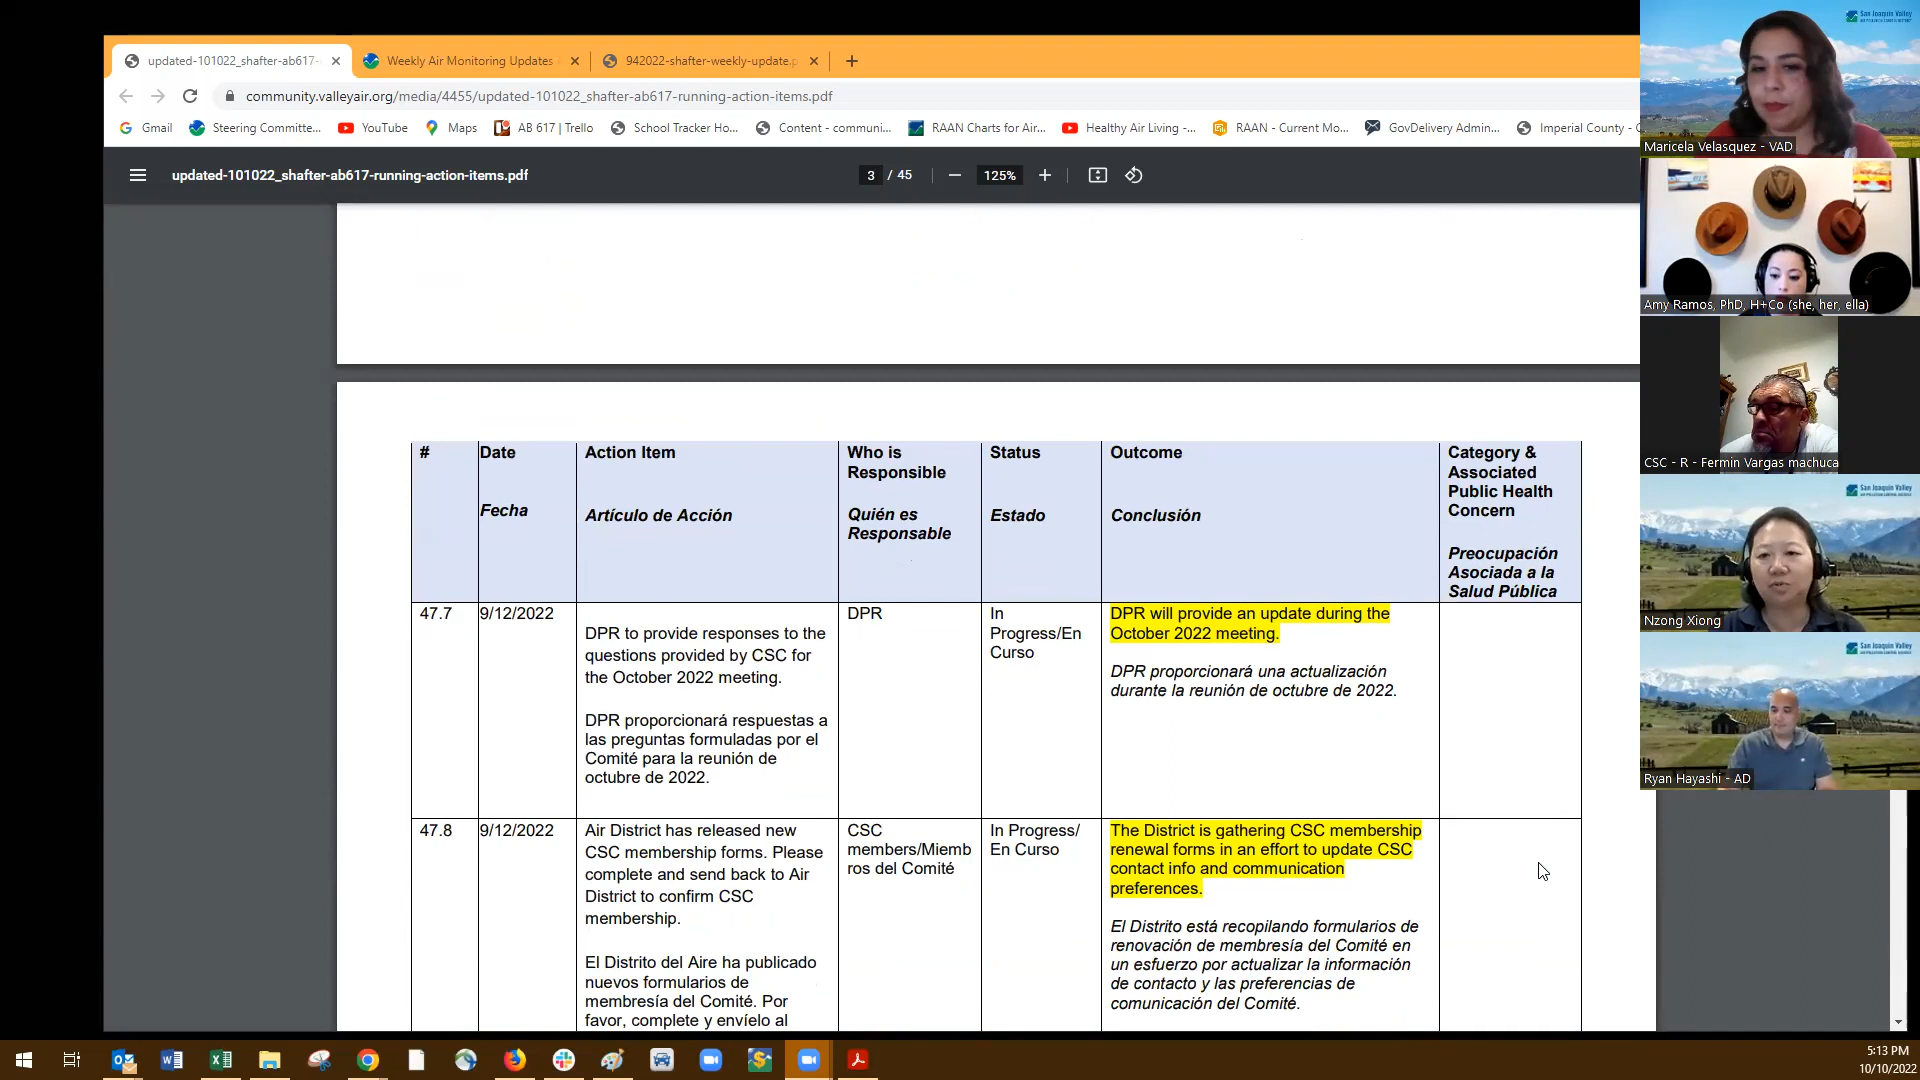 updated-101022_shafter-ab617-
Weekly Air Monitoring Updates
942022-shafter-weekly-update.p
community.valleyair.org/media/4455/updated-101022_shafter-ab617-running-action-items.pdf
Gmail
Steering Committe...
YouTube
Maps
AB 617 | Trello
School Tracker Ho...
Content - communi...
RAAN Charts for Air...
Healthy Air Living -...
RAAN - Current Mo...
GovDelivery Admin...
Imperial County - C
updated-101022_shafter-ab617-running-action-items.pdf
3 / 45
125%
#
Date
Fecha
Action Item
Artículo de Acción
Who is
Responsible
Quién es
Responsable
Status
Estado
Outcome
Conclusión
Category &
Associated
Public Health
Concern
Preocupación
Asociada a la
Salud Pública
47.7
9/12/2022
DPR to provide responses to the
questions provided by CSC for
the October 2022 meeting.
DPR proporcionará respuestas a
las preguntas formuladas por el
Comité para la reunión de
octubre de 2022.
DPR
In
Progress/En
Curso
DPR will provide an update during the
October 2022 meeting.
DPR proporcionará una actualización
durante la reunión de octubre de 2022.
47.8
9/12/2022
Air District has released new
CSC membership forms. Please
complete and send back to Air
District to confirm CSC
membership.
El Distrito del Aire ha publicado
nuevos formularios de
membresía del Comité. Por
favor, complete y envíelo al
CSC
members/Miemb
ros del Comité
In Progress/
En Curso
The District is gathering CSC membership
renewal forms in an effort to update CSC
contact info and communication
preferences.
El Distrito está recopilando formularios de
renovación de membresía del Comité en
un esfuerzo por actualizar la información
de contacto y las preferencias de
comunicación del Comité.
San Joaquin Valley
Maricela Velasquez - VAD
Amy Ramos, PhD, H+Co (she, her, ella)
CSC - R - Fermin Vargas machuca
San Joaquin Valley
Nzong Xiong
San Joaquin Valley
Ryan Hayashi - AD
5:13 PM
10/10/2022